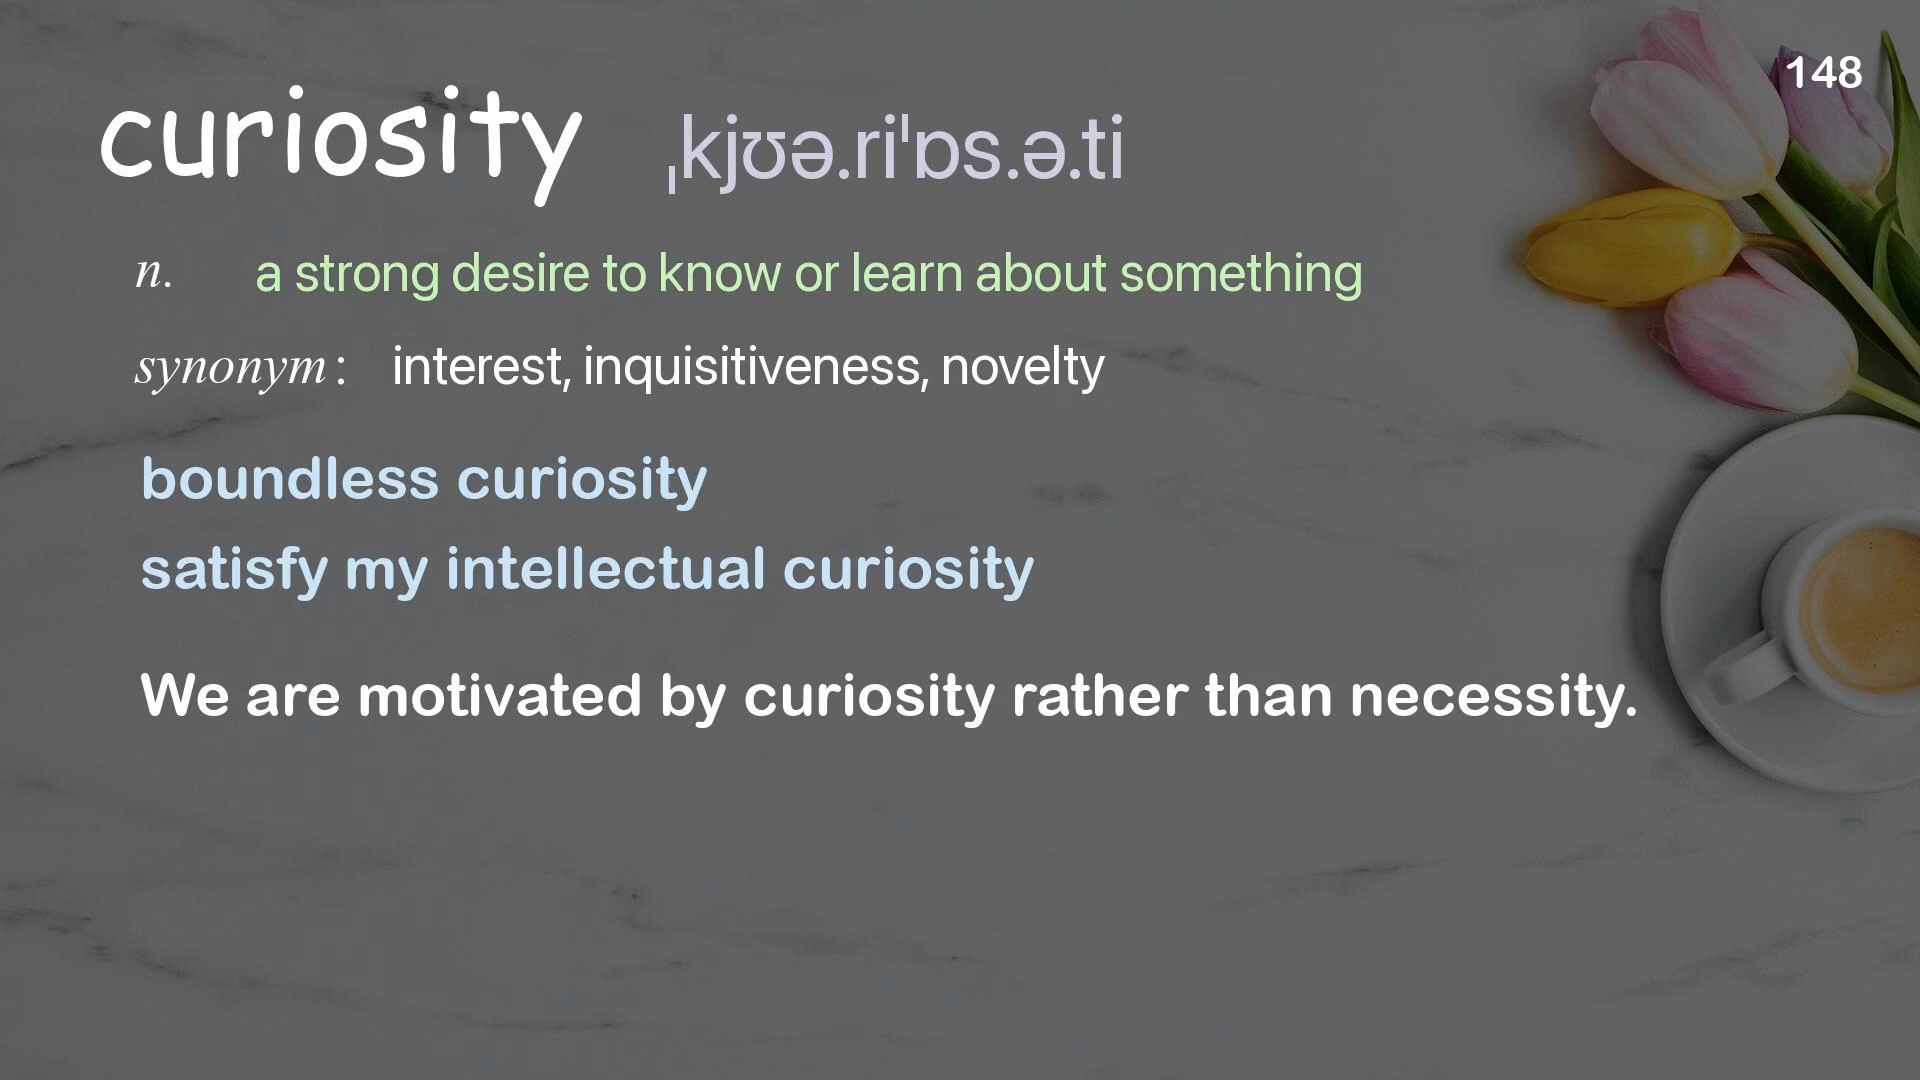 148
curiosity ˌkjʊə.riˈɒs.ə.ti
n. a strong desire to know or learn about something
synonym : interest, inquisitiveness, novelty
boundless curiosity
satisfy my intellectual curiosity
We are motivated by curiosity rather than necessity.